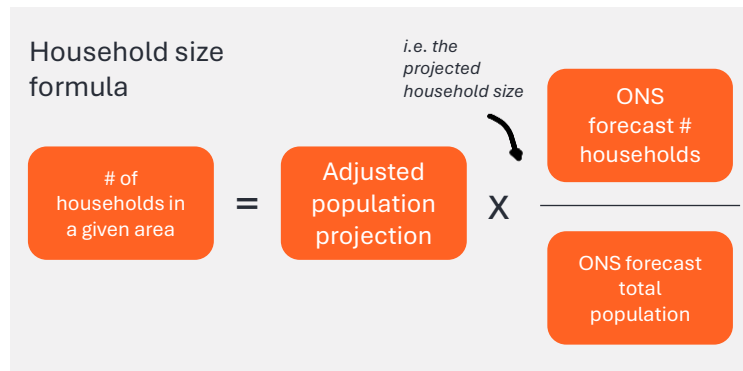 Household size
formula
i.e. the
projected
household size
# of
households in
a given area
=
Adjusted
population
projection
X
ONS
forecast #
households
ONS forecast
total
population